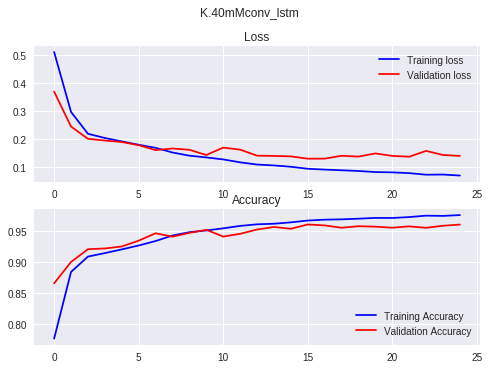 K.40mMconv_lstm
Loss
0.5
0.4
0.3
0.2
0.1
Training loss
Validation loss
0 5 10 15 20 25
Accuracy
0.95
0.90
0.85
0.80
Training Accuracy
Validation Accuracy
0 5 10 15 20 25